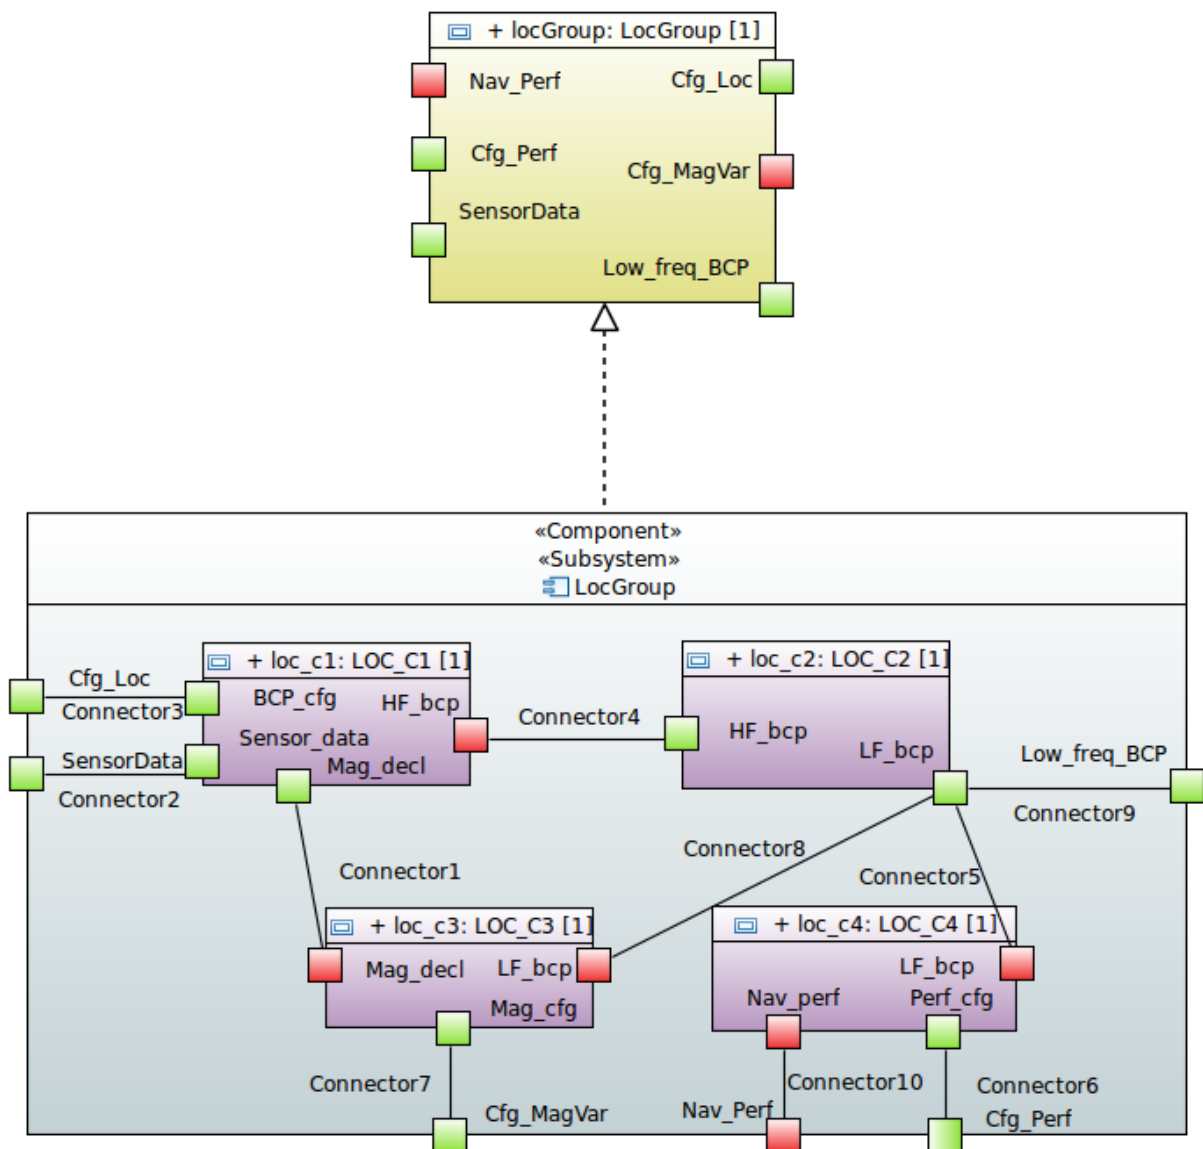 + locGroup: LocGroup [1]
Nav_Perf
Cfg_Loc
Cfg_Perf
Cfg_MagVar
SensorData
Low_freq_BCP
«Component»
«Subsystem»
LocGroup
+ loc_c1: LOC_C1 [1]
+ loc_c2: LOC_C2 [1]
Cfg_Loc
Connector3
BCP_cfg
HF_bcp
Sensor_data
Mag_decl
SensorData
Connector2
Connector4
HF_bcp
LF_bcp
Low_freq_BCP
Connector9
Connector8
Connector1
Connector5
+ loc_c3: LOC_C3 [1]
+ loc_c4: LOC_C4 [1]
Mag_decl
LF_bcp
Mag_cfg
LF_bcp
Nav_perf
Perf_cfg
Connector7
Connector10
Connector6
Cfg_MagVar
Nav_Perf
Cfg_Perf